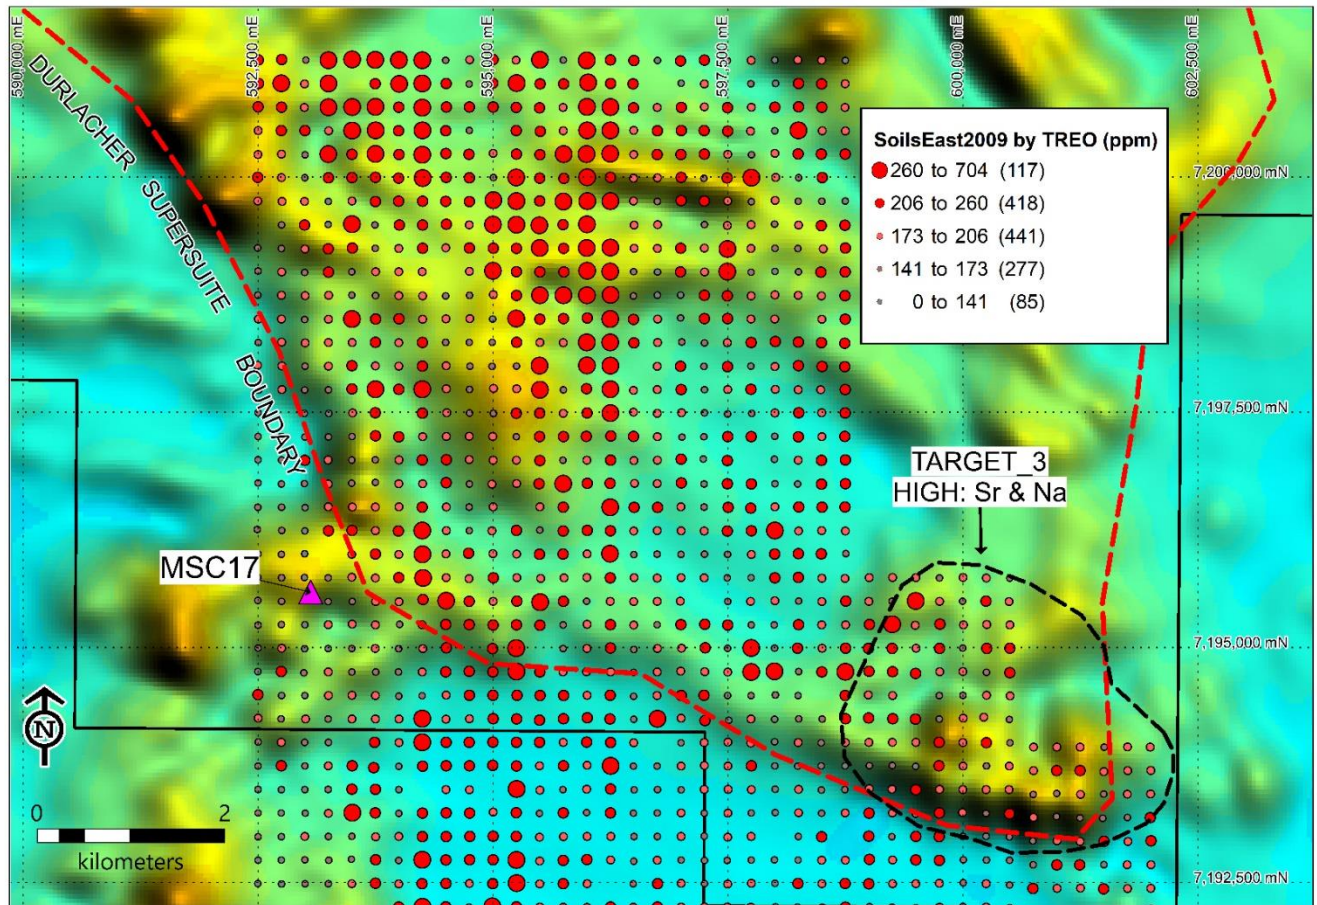 590,000 mE
592,500 mE
595,000 mE
597,500 mE
600,000 mE
602,500 mE
DURLACHER SUPERSUITE BOUNDARY
SoilsEast2009 by TREO (ppm)
260 to 704 (117)
206 to 260 (418)
173 to 206 (441)
141 to 173 (277)
0 to 141 (85)
7,200,000 mN
7,197,500 mN
TARGET_3
HIGH: Sr & Na
MSC17
7,195,000 mN
N
0 2
kilometers
7,192,500 mN